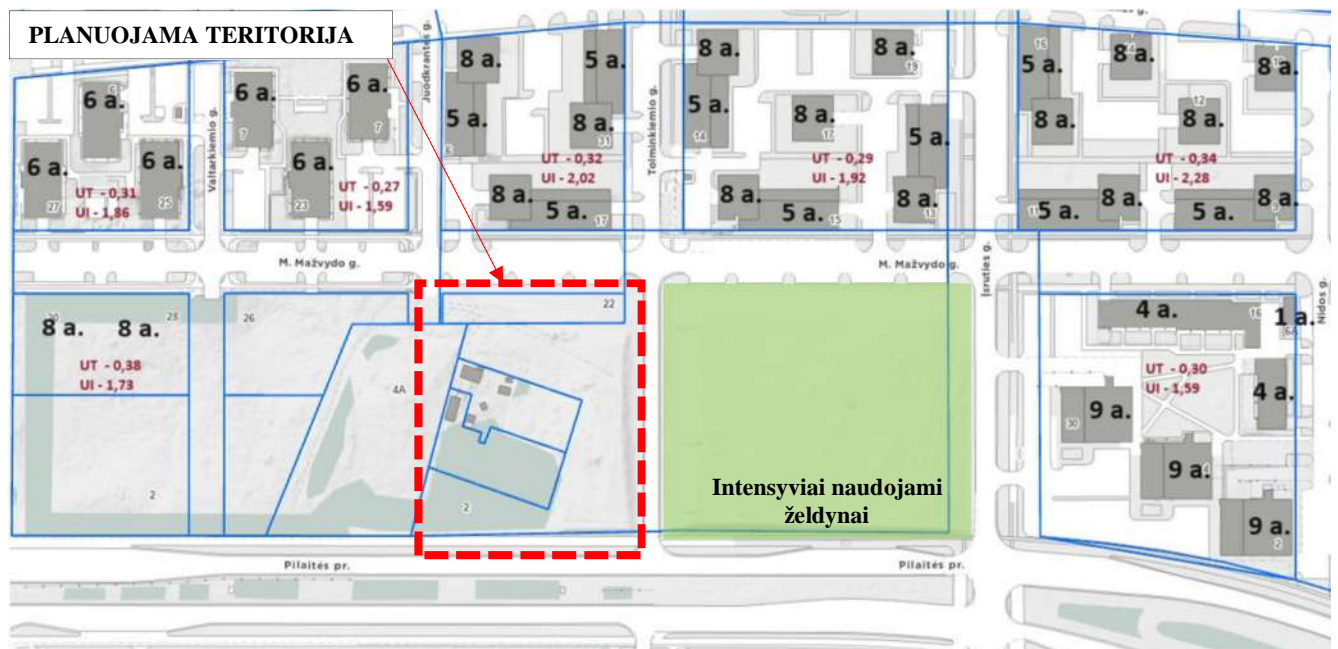 PLANUOJAMA TERITORIJA
Juodkrantės g.
Valtarkiemio g.
Tolminkiemio g.
Įsruties g.
Nidos g.
6 a.
6 a.
6 a.
27
25
UT - 0,31
UI - 1,86
6 a.
7
6 a.
7
6 a.
23
UT - 0,27
UI - 1,59
8 a.
5 a.
5 a.
8 a.
31
UT - 0,32
UI - 2,02
8 a.
5 a.
17
8 a.
5 a.
14
8 a.
19
8 a.
17
5 a.
UT - 0,29
UI - 1,92
8 a.
5 a.
15
8 a.
13
16
5 a.
8 a.
8 a.
8 a.
12
8 a.
UT - 0,34
UI - 2,28
5 a.
8 a.
5 a.
8 a.
M. Mažvydo g.
M. Mažvydo g.
28
26
8 a.
8 a.
UT - 0,38
UI - 1,73
2
4A
22
2
Intensyviai naudojami
želdynai
4 a.
16
1 a.
6A
UT - 0,30
UI - 1,59
4 a.
9 a.
30
9 a.
9 a.
2
Pilaitės pr.
Pilaitės pr.